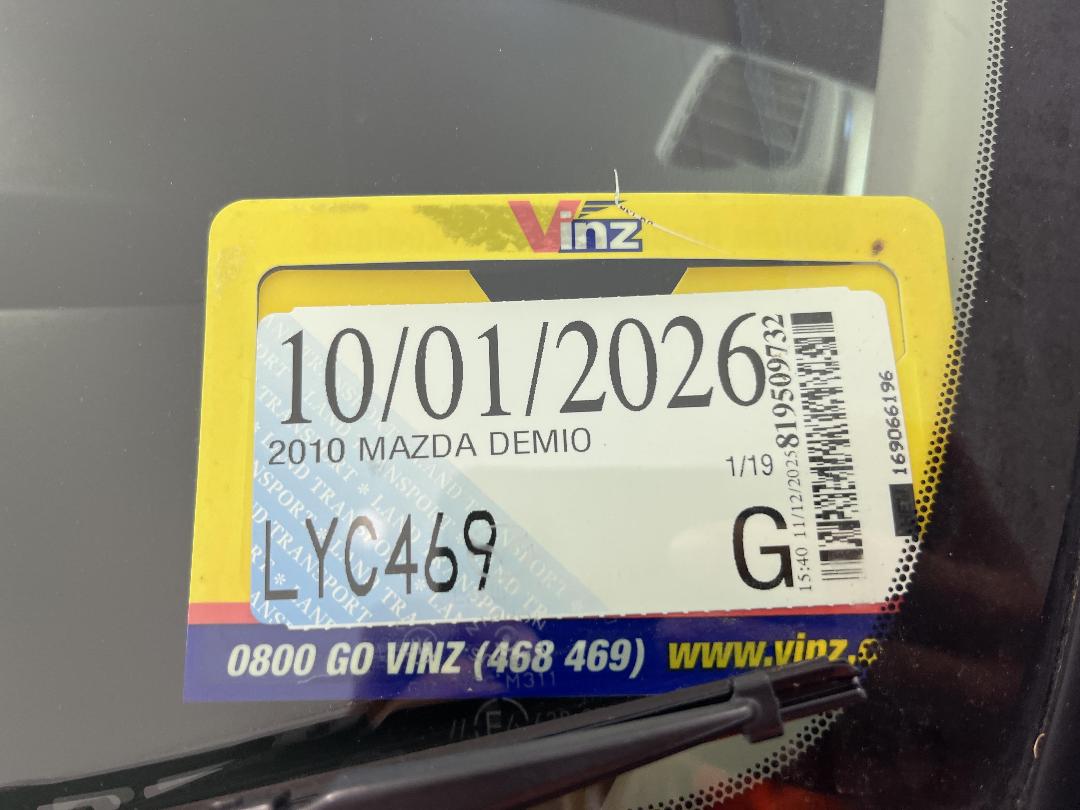 Vinz
10/01/2026
2010 MAZDA DEMIO
1/19
LYC469
G
15:40 11/12/2025 819509732
169066196
0800 GO VINZ (468 469) www.vinz.c
M311